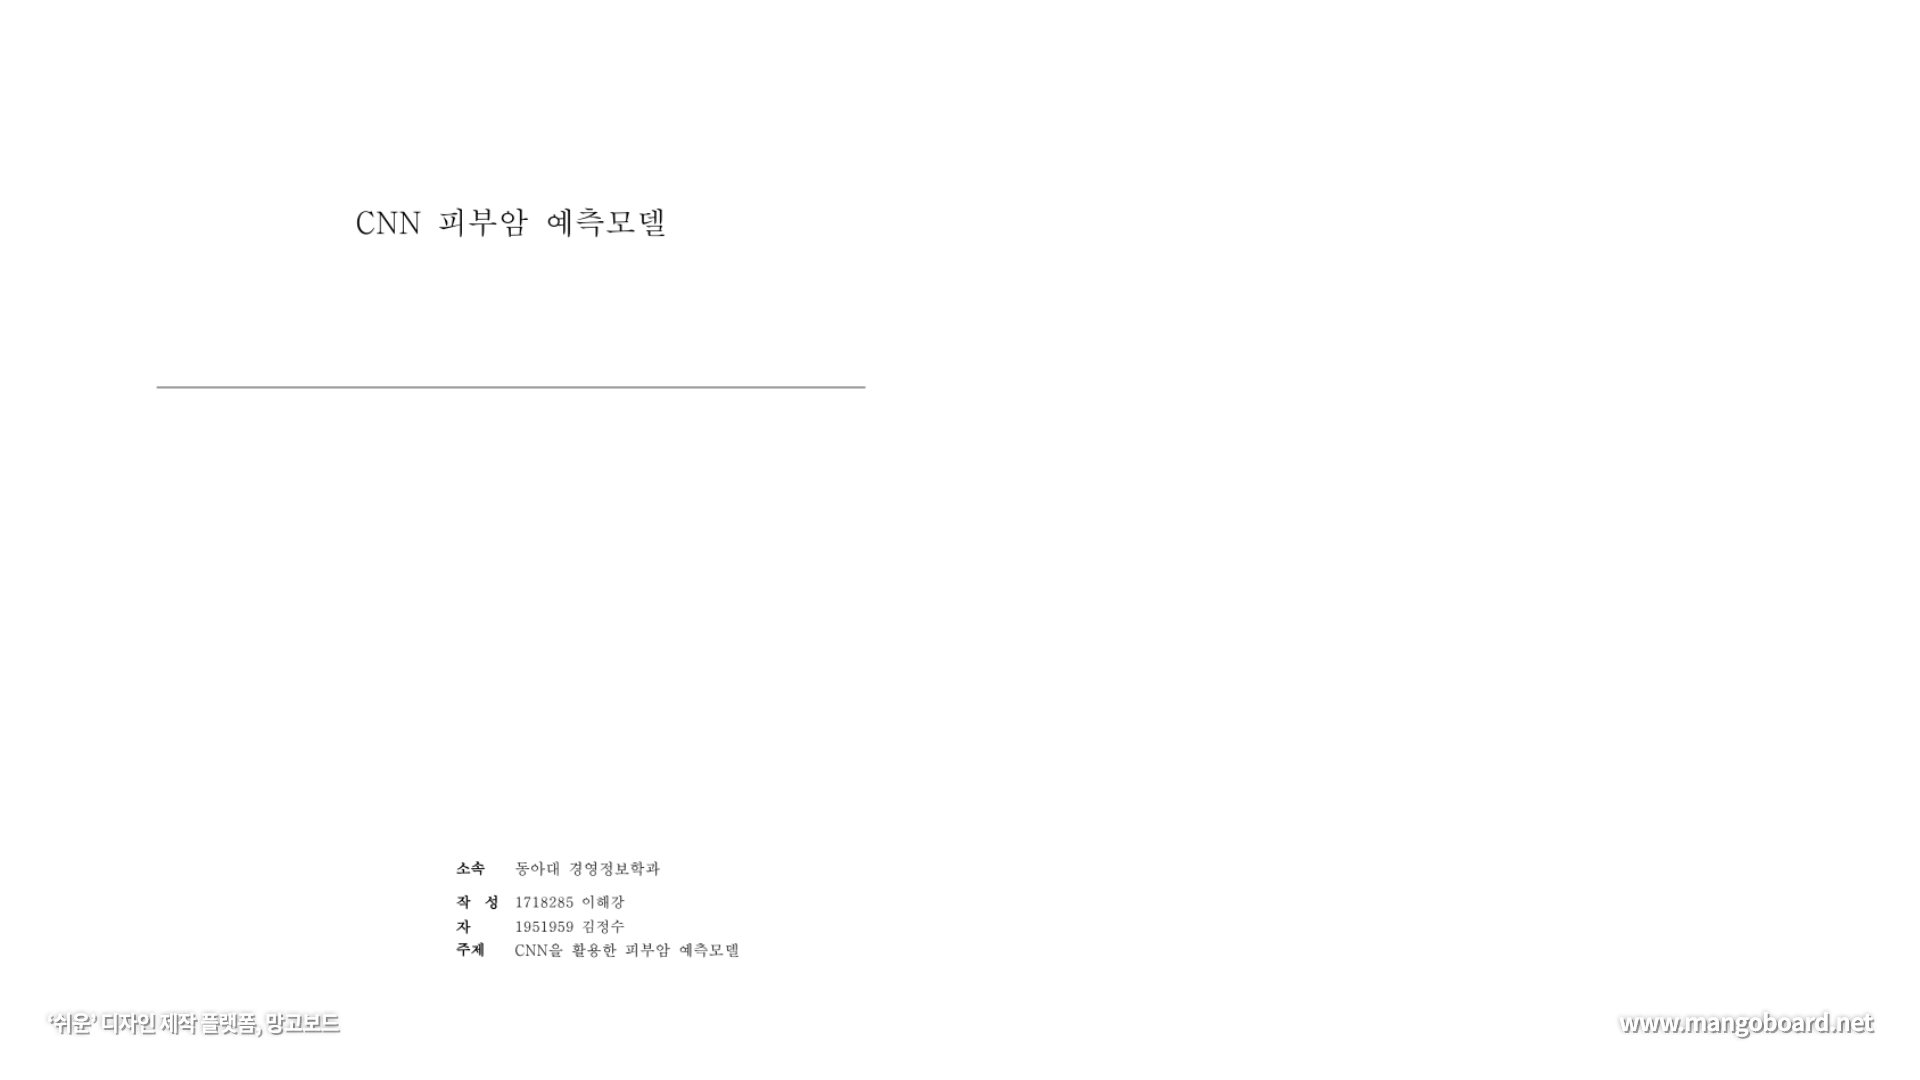 CNN 피부암 예측모델
소속 동아대 경영정보학과
작 성 1718285 이해강
자 1951959 김정수
주제 CNN을 활용한 피부암 예측모델
‘쉬운’ 디자인 제작 플랫폼, 망고보드
www.mangoboard.net